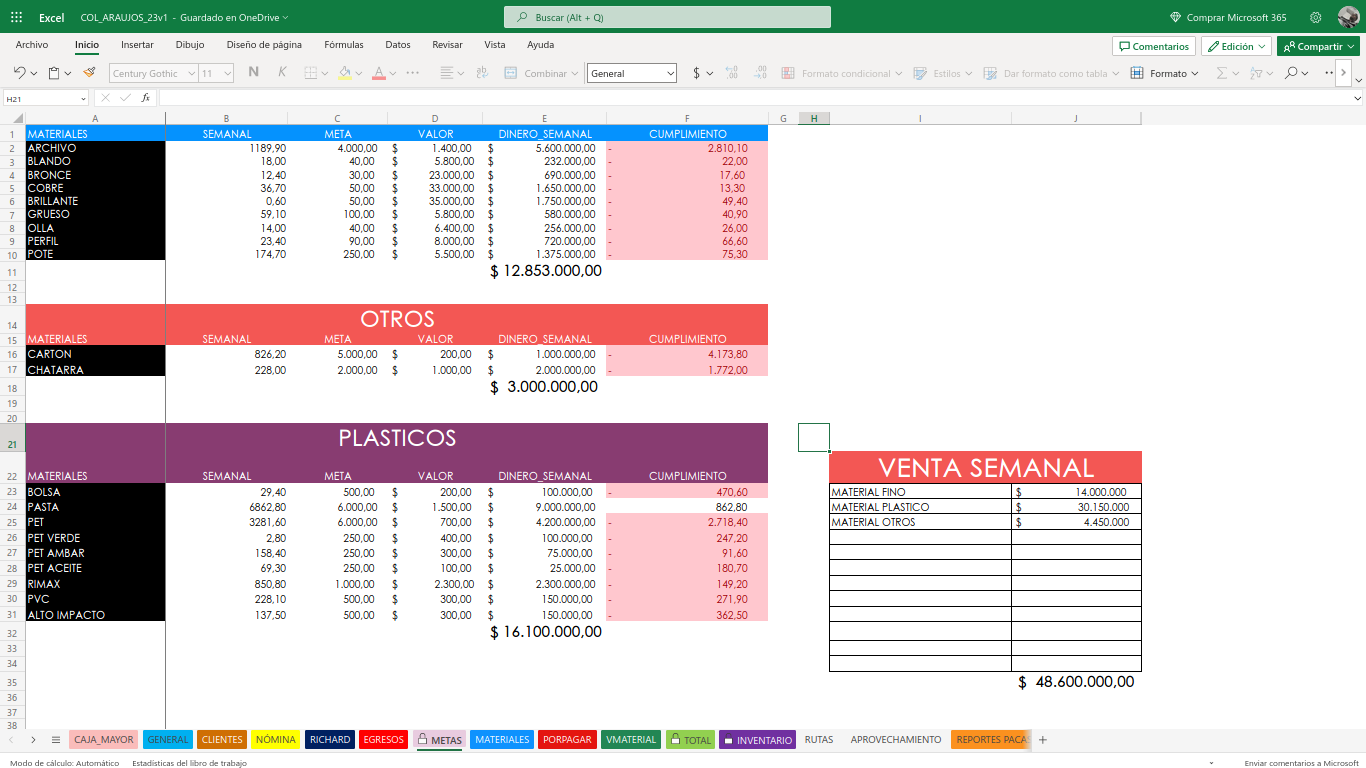 Excel COL_ARAUJOS_23v1 - Guardado en OneDrive Buscar (Alt + Q) Comprar Microsoft 365
Archivo Inicio Insertar Dibujo Diseño de página Fórmulas Datos Revisar Vista Ayuda Comentarios Edición Compartir
Century Gothic 11 N K Combinar General $ Formato condicional Estilos Dar formato como tabla Formato
H21 fx
A B C D E F G H I J
1 MATERIALES SEMANAL META VALOR DINERO_SEMANAL CUMPLIMIENTO
2 ARCHIVO 1189,90 4.000,00 $ 1.400,00 $ 5.600.000,00 - 2.810,10
3 BLANDO 18,00 40,00 $ 5.800,00 $ 232.000,00 - 22,00
4 BRONCE 12,40 30,00 $ 23.000,00 $ 690.000,00 - 17,60
5 COBRE 36,70 50,00 $ 33.000,00 $ 1.650.000,00 - 13,30
6 BRILLANTE 0,60 50,00 $ 35.000,00 $ 1.750.000,00 - 49,40
7 GRUESO 59,10 100,00 $ 5.800,00 $ 580.000,00 - 40,90
8 OLLA 14,00 40,00 $ 6.400,00 $ 256.000,00 - 26,00
9 PERFIL 23,40 90,00 $ 8.000,00 $ 720.000,00 - 66,60
10 POTE 174,70 250,00 $ 5.500,00 $ 1.375.000,00 - 75,30
11 $ 12.853.000,00
12
13
14 OTROS
15 MATERIALES SEMANAL META VALOR DINERO_SEMANAL CUMPLIMIENTO
16 CARTON 826,20 5.000,00 $ 200,00 $ 1.000.000,00 - 4.173,80
17 CHATARRA 228,00 2.000,00 $ 1.000,00 $ 2.000.000,00 - 1.772,00
18 $ 3.000.000,00
19
20
21 PLASTICOS
22 MATERIALES SEMANAL META VALOR DINERO_SEMANAL CUMPLIMIENTO VENTA SEMANAL
23 BOLSA 29,40 500,00 $ 200,00 $ 100.000,00 - 470,60 MATERIAL FINO $ 14.000.000
24 PASTA 6862,80 6.000,00 $ 1.500,00 $ 9.000.000,00 862,80 MATERIAL PLASTICO $ 30.150.000
25 PET 3281,60 6.000,00 $ 700,00 $ 4.200.000,00 - 2.718,40 MATERIAL OTROS $ 4.450.000
26 PET VERDE 2,80 250,00 $ 400,00 $ 100.000,00 - 247,20
27 PET AMBAR 158,40 250,00 $ 300,00 $ 75.000,00 - 91,60
28 PET ACEITE 69,30 250,00 $ 100,00 $ 25.000,00 - 180,70
29 RIMAX 850,80 1.000,00 $ 2.300,00 $ 2.300.000,00 - 149,20
30 PVC 228,10 500,00 $ 300,00 $ 150.000,00 - 271,90
31 ALTO IMPACTO 137,50 500,00 $ 300,00 $ 150.000,00 - 362,50
32 $ 16.100.000,00
33
34
35 $ 48.600.000,00
36
37
38
CAJA_MAYOR GENERAL CLIENTES NÓMINA RICHARD EGRESOS METAS MATERIALES PORPAGAR VMATERIAL TOTAL INVENTARIO RUTAS APROVECHAMIENTO REPORTES PACAS
Modo de cálculo: Automático Estadísticas del libro de trabajo Enviar comentarios a Microsoft